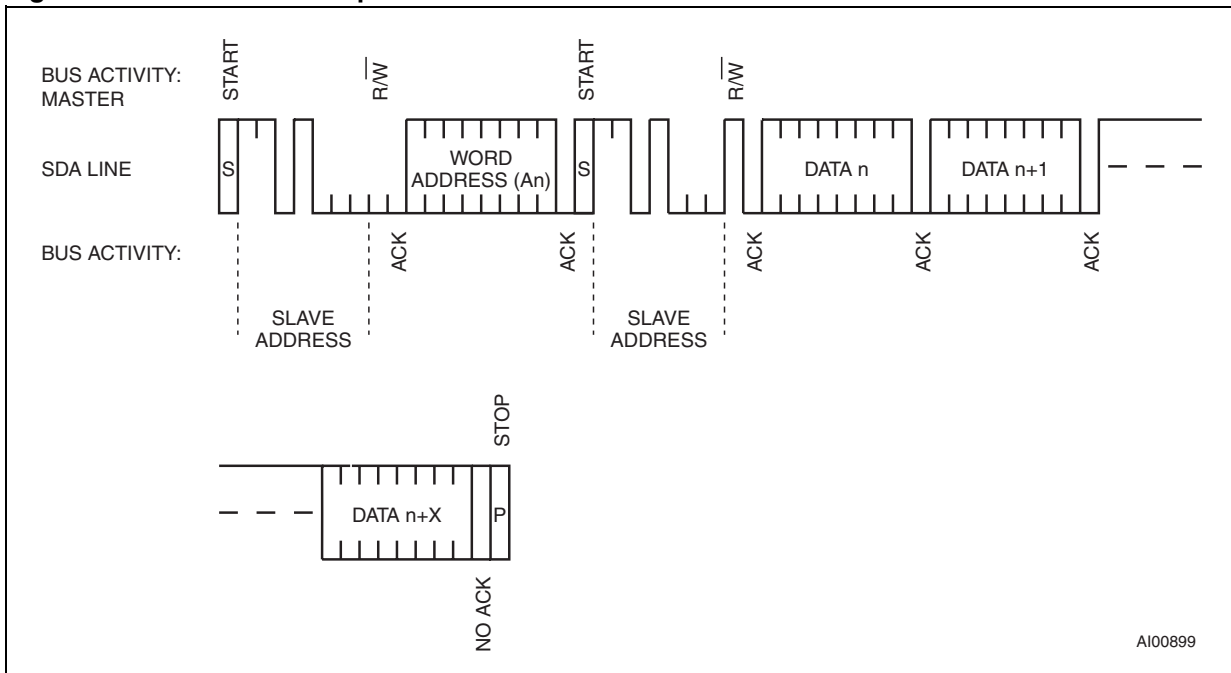 BUS ACTIVITY:
MASTER
START
R/W
START
R/W
SDA LINE
S
WORD
ADDRESS (An)
S
DATA n
DATA n+1
BUS ACTIVITY:
ACK
ACK
ACK
ACK
ACK
SLAVE
ADDRESS
SLAVE
ADDRESS
STOP
DATA n+X
P
NO ACK
AI00899